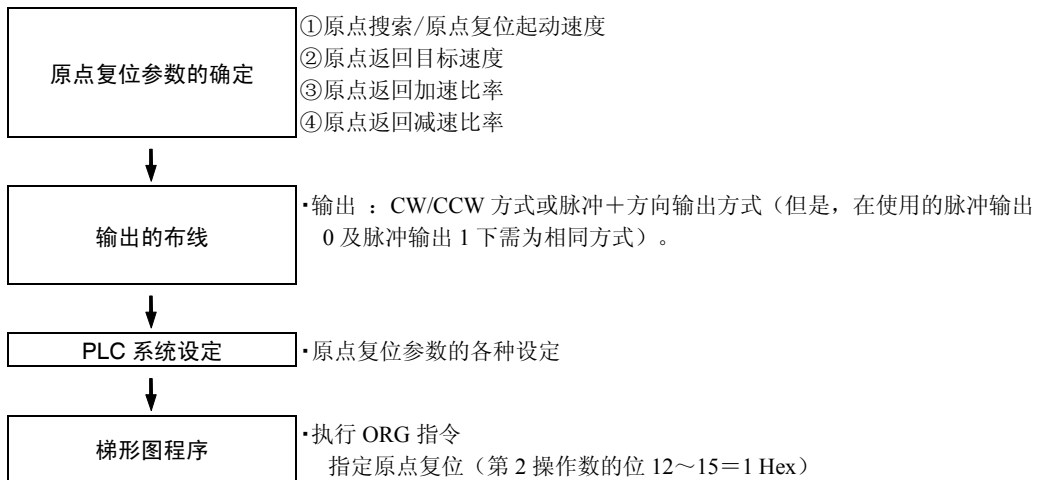 原点复位参数的确定
①原点搜索/原点复位起动速度
②原点返回目标速度
③原点返回加速比率
④原点返回减速比率
输出的布线
·输出 ：CW/CCW 方式或脉冲＋方向输出方式（但是，在使用的脉冲输出
0 及脉冲输出 1 下需为相同方式）。
PLC 系统设定
·原点复位参数的各种设定
梯形图程序
·执行 ORG 指令
指定原点复位（第 2 操作数的位 12～15＝1 Hex）